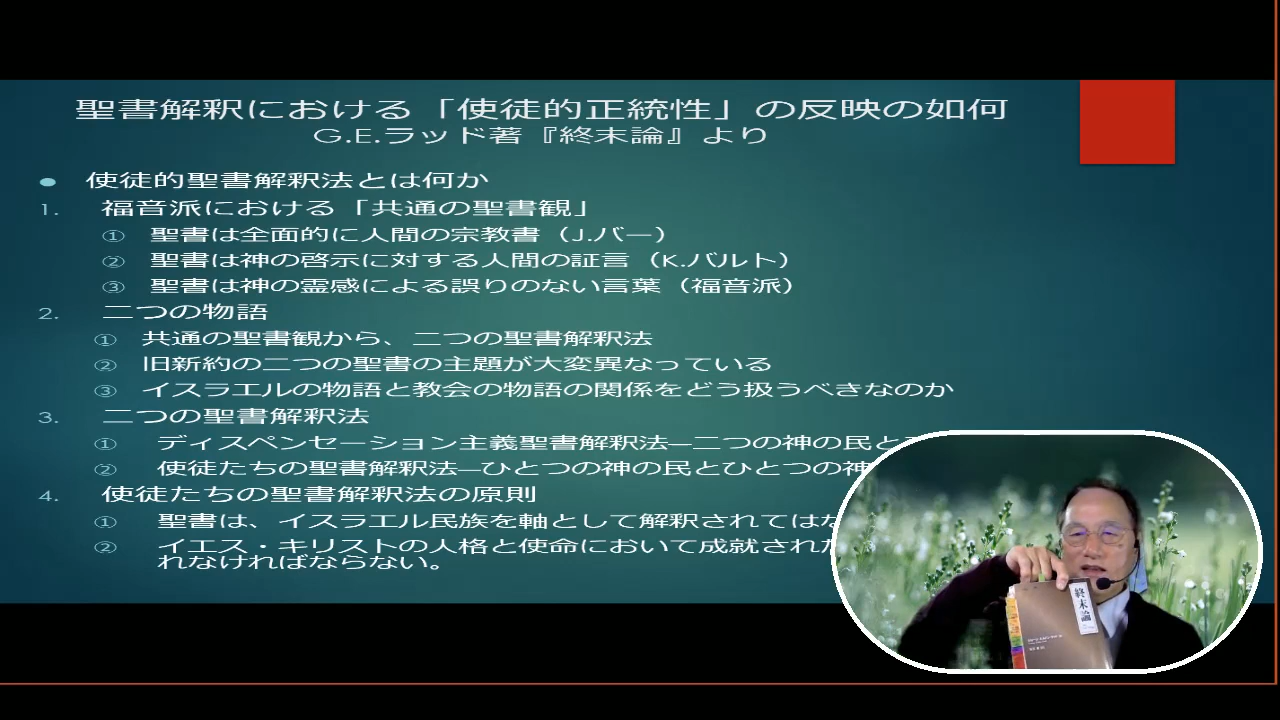 聖書解釈における「使徒的正統性」の反映の如何
G.E.ラッド著『終末論』より
● 使徒的聖書解釈法とは何か
1. 福音派における「共通の聖書観」
① 聖書は全面的に人間の宗教書（J.バー）
② 聖書は神の啓示に対する人間の証言（K.バルト）
③ 聖書は神の霊感による誤りのない言葉（福音派）
2. 二つの物語
① 共通の聖書観から、二つの聖書解釈法
② 旧新約の二つの聖書の主題が大変異なっている
③ イスラエルの物語と教会の物語の関係をどう扱うべきなのか
3. 二つの聖書解釈法
① ディスペンセーション主義聖書解釈法―二つの神の民と
② 使徒たちの聖書解釈法―ひとつの神の民とひとつの神
4. 使徒たちの聖書解釈法の原則
① 聖書は、イスラエル民族を軸として解釈されてはな
② イエス・キリストの人格と使命において成就された
れなければならない。
終末論